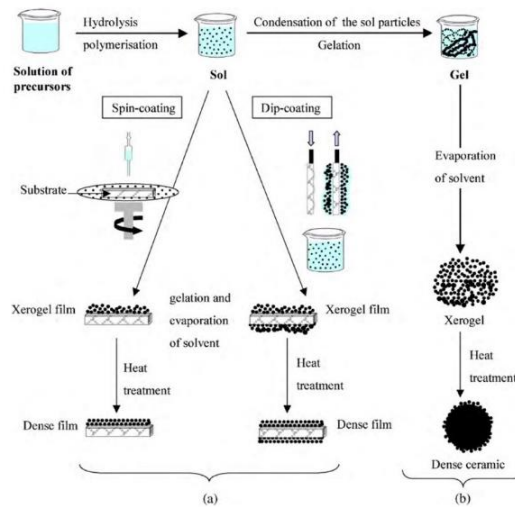 Hydrolysis
polymerisation
Condensation of the sol particles
Gelation
Solution of
precursors
Sol
Gel
Spin-coating
Dip-coating
Substrate
Evaporation
of solvent
Xerogel film
gelation and
evaporation
of solvent
Xerogel film
Xerogel
Heat
treatment
Heat
treatment
Heat
treatment
Dense film
Dense film
Dense ceramic
(a)
(b)